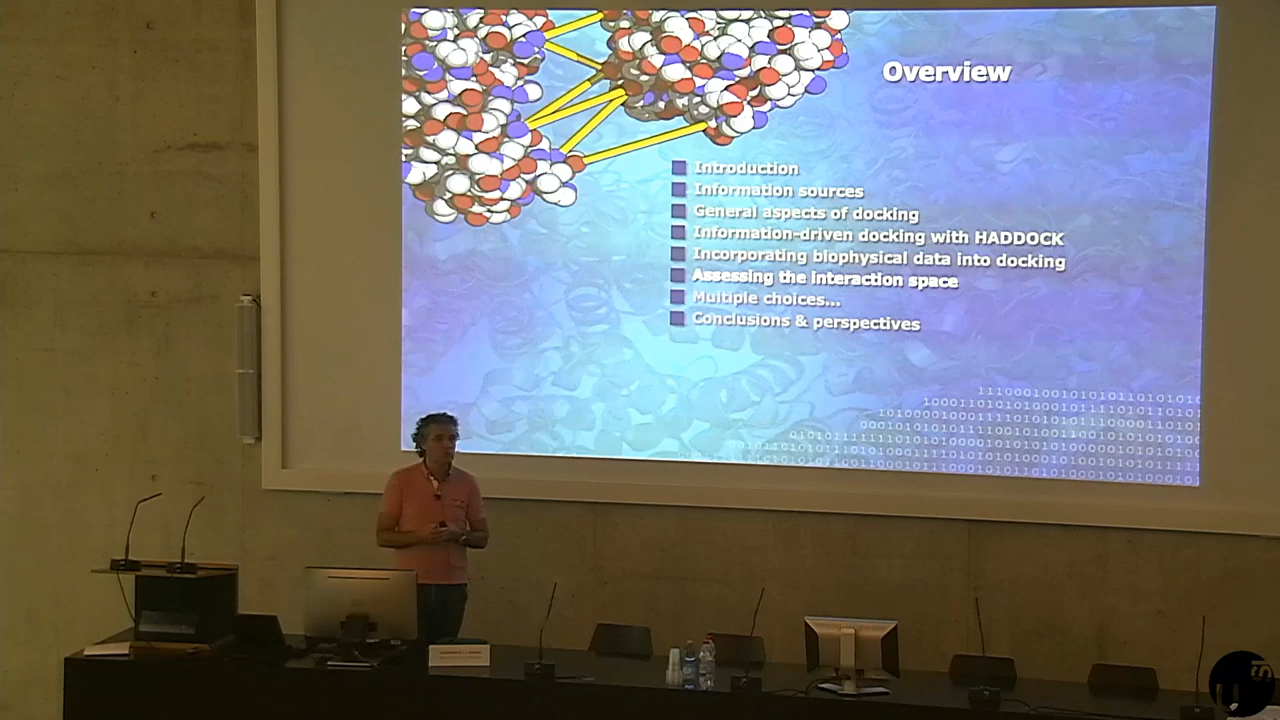 Overview
Introduction
Information sources
General aspects of docking
Information-driven docking with HADDOCK
Incorporating biophysical data into docking
Assessing the interaction space
Multiple choices...
Conclusions & perspectives